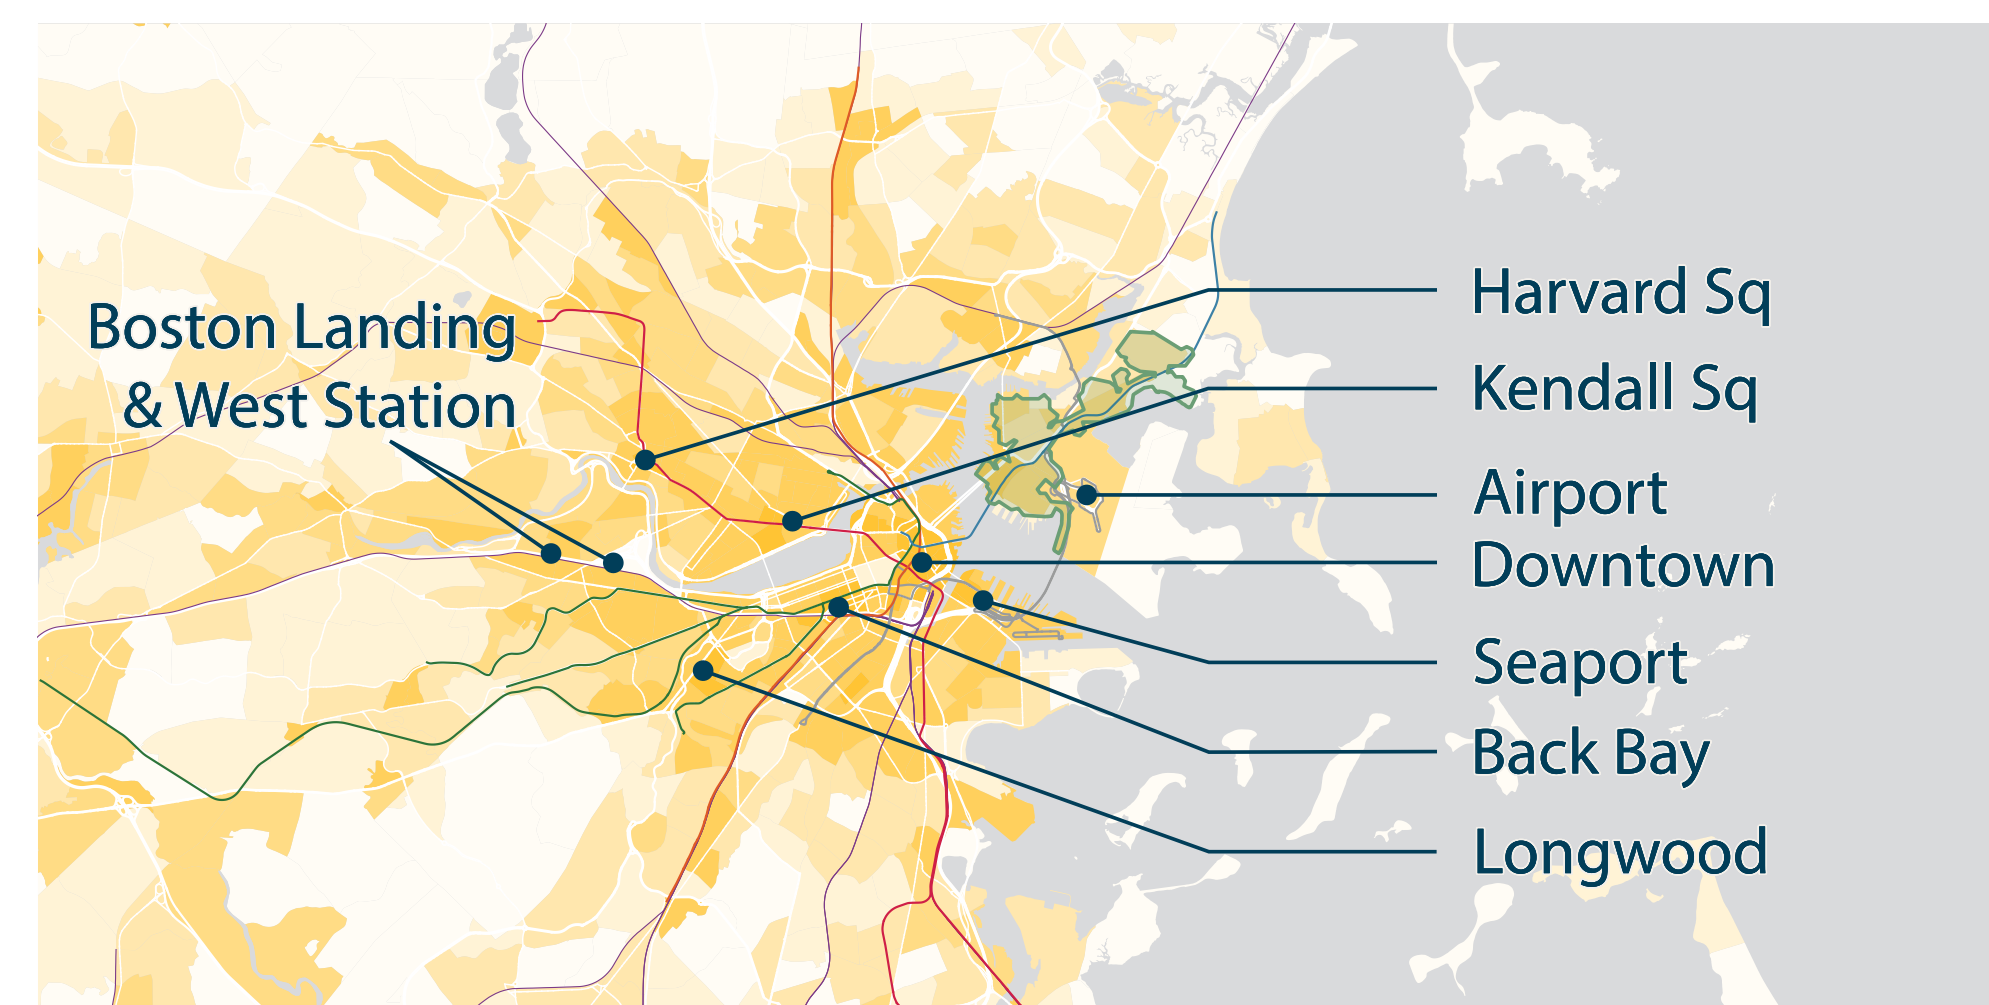 Boston Landing
& West Station
Harvard Sq
Kendall Sq
Airport
Downtown
Seaport
Back Bay
Longwood